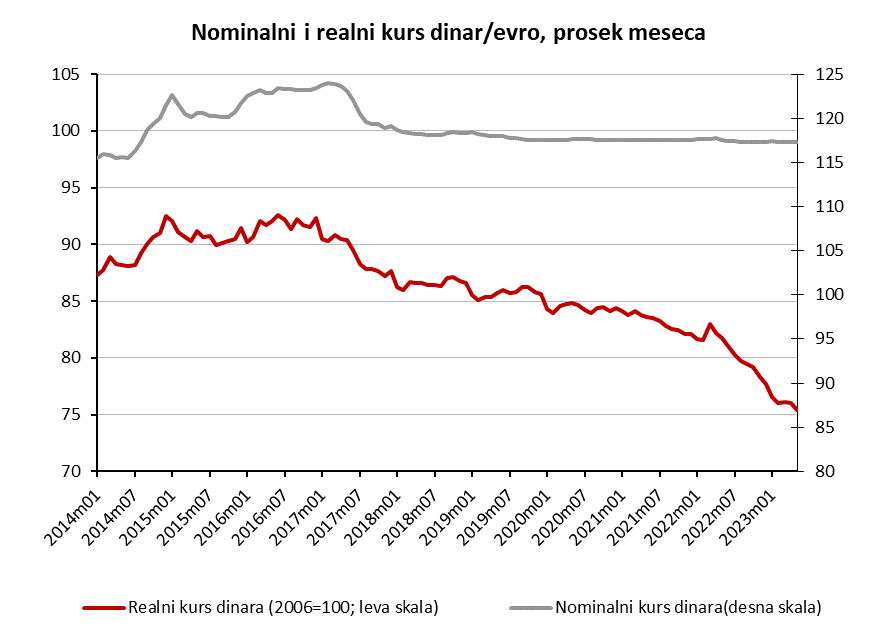 Nominalni i realni kurs dinar/evro, prosek meseca
105
100
95
90
85
80
75
70
125
120
115
110
105
100
95
90
85
80
2014m01
2014m07
2015m01
2015m07
2016m01
2016m07
2017m01
2017m07
2018m01
2018m07
2019m01
2019m07
2020m01
2020m07
2021m01
2021m07
2022m01
2022m07
2023m01
Realni kurs dinara (2006=100; leva skala)
Nominalni kurs dinara(desna skala)